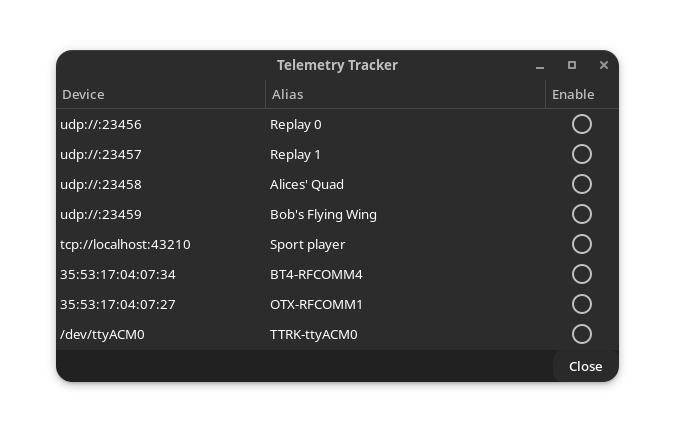 Telemetry Tracker
Device Alias Enable
udp://:23456 Replay 0
udp://:23457 Replay 1
udp://:23458 Alices' Quad
udp://:23459 Bob's Flying Wing
tcp://localhost:43210 Sport player
35:53:17:04:07:34 BT4-RFCOMM4
35:53:17:04:07:27 OTX-RFCOMM1
/dev/ttyACM0 TTRK-ttyACM0
Close